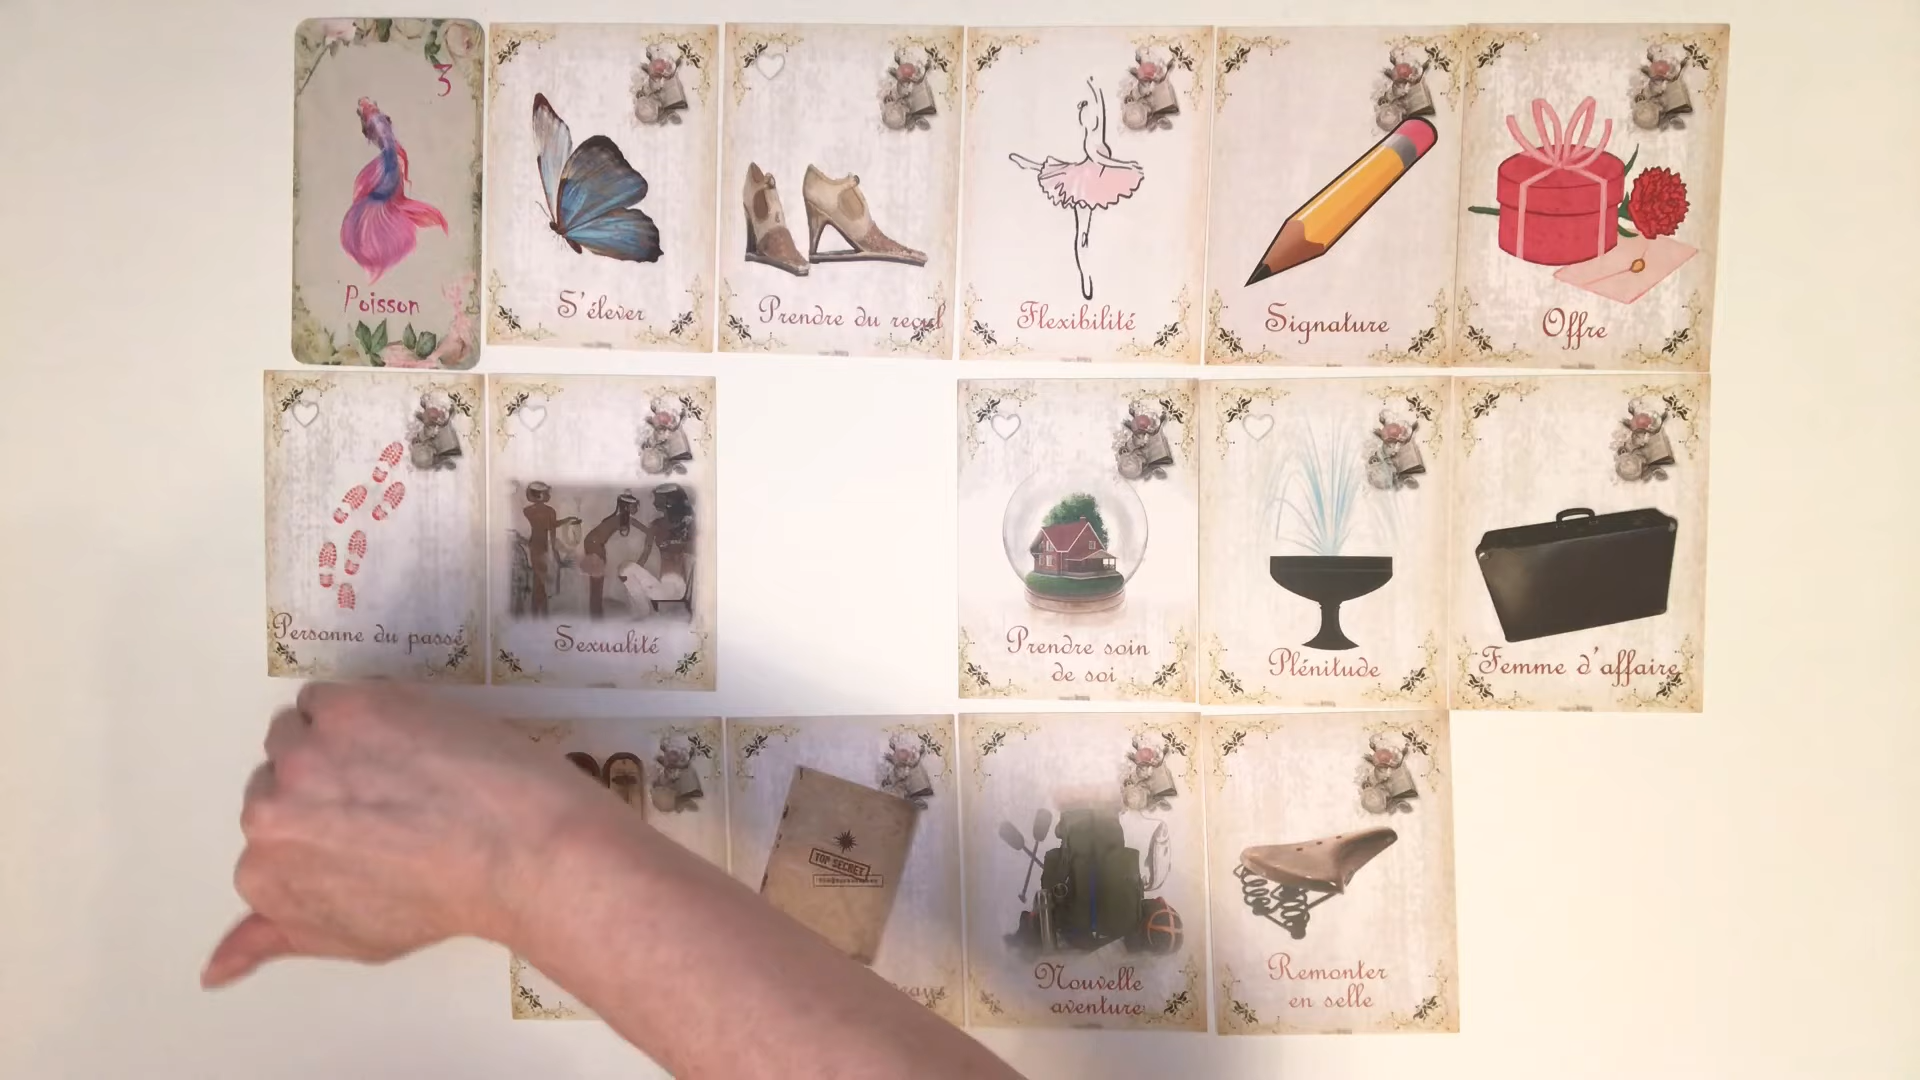 3
Poisson
S'élever
Prendre du recul
Flexibilité
Signature
Offre
Personne du passé
Sexualité
Prendre soin
de soi
Plénitude
Femme d'affaire
TOP SECRET
Nouvelle
aventure
Remonter
en selle